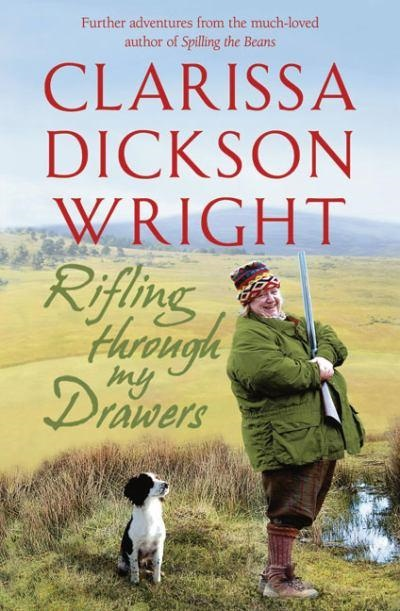 Further adventures from the much-loved
author of Spilling the Beans
CLARISSA
DICKSON
WRIGHT
Rifling
through
my
Drawers